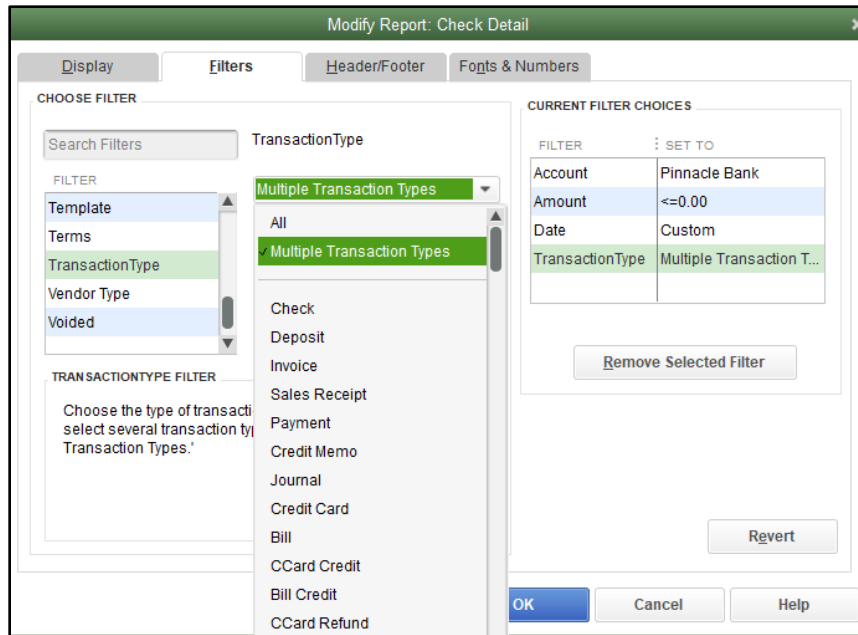 Modify Report: Check Detail
Display
Filters
Header/Footer
Fonts & Numbers
CHOOSE FILTER
Search Filters
TransactionType
FILTER
Template
Terms
TransactionType
Vendor Type
Voided
Multiple Transaction Types
All
✓ Multiple Transaction Types
Check
Deposit
Invoice
Sales Receipt
Payment
Credit Memo
Journal
Credit Card
Bill
CCard Credit
Bill Credit
CCard Refund
TRANSACTIONTYPE FILTER
Choose the type of transacti
select several transaction typ
Transaction Types.'
CURRENT FILTER CHOICES
FILTER SET TO
Account Pinnacle Bank
Amount <=0.00
Date Custom
TransactionType Multiple Transaction T...
Remove Selected Filter
Revert
OK
Cancel
Help